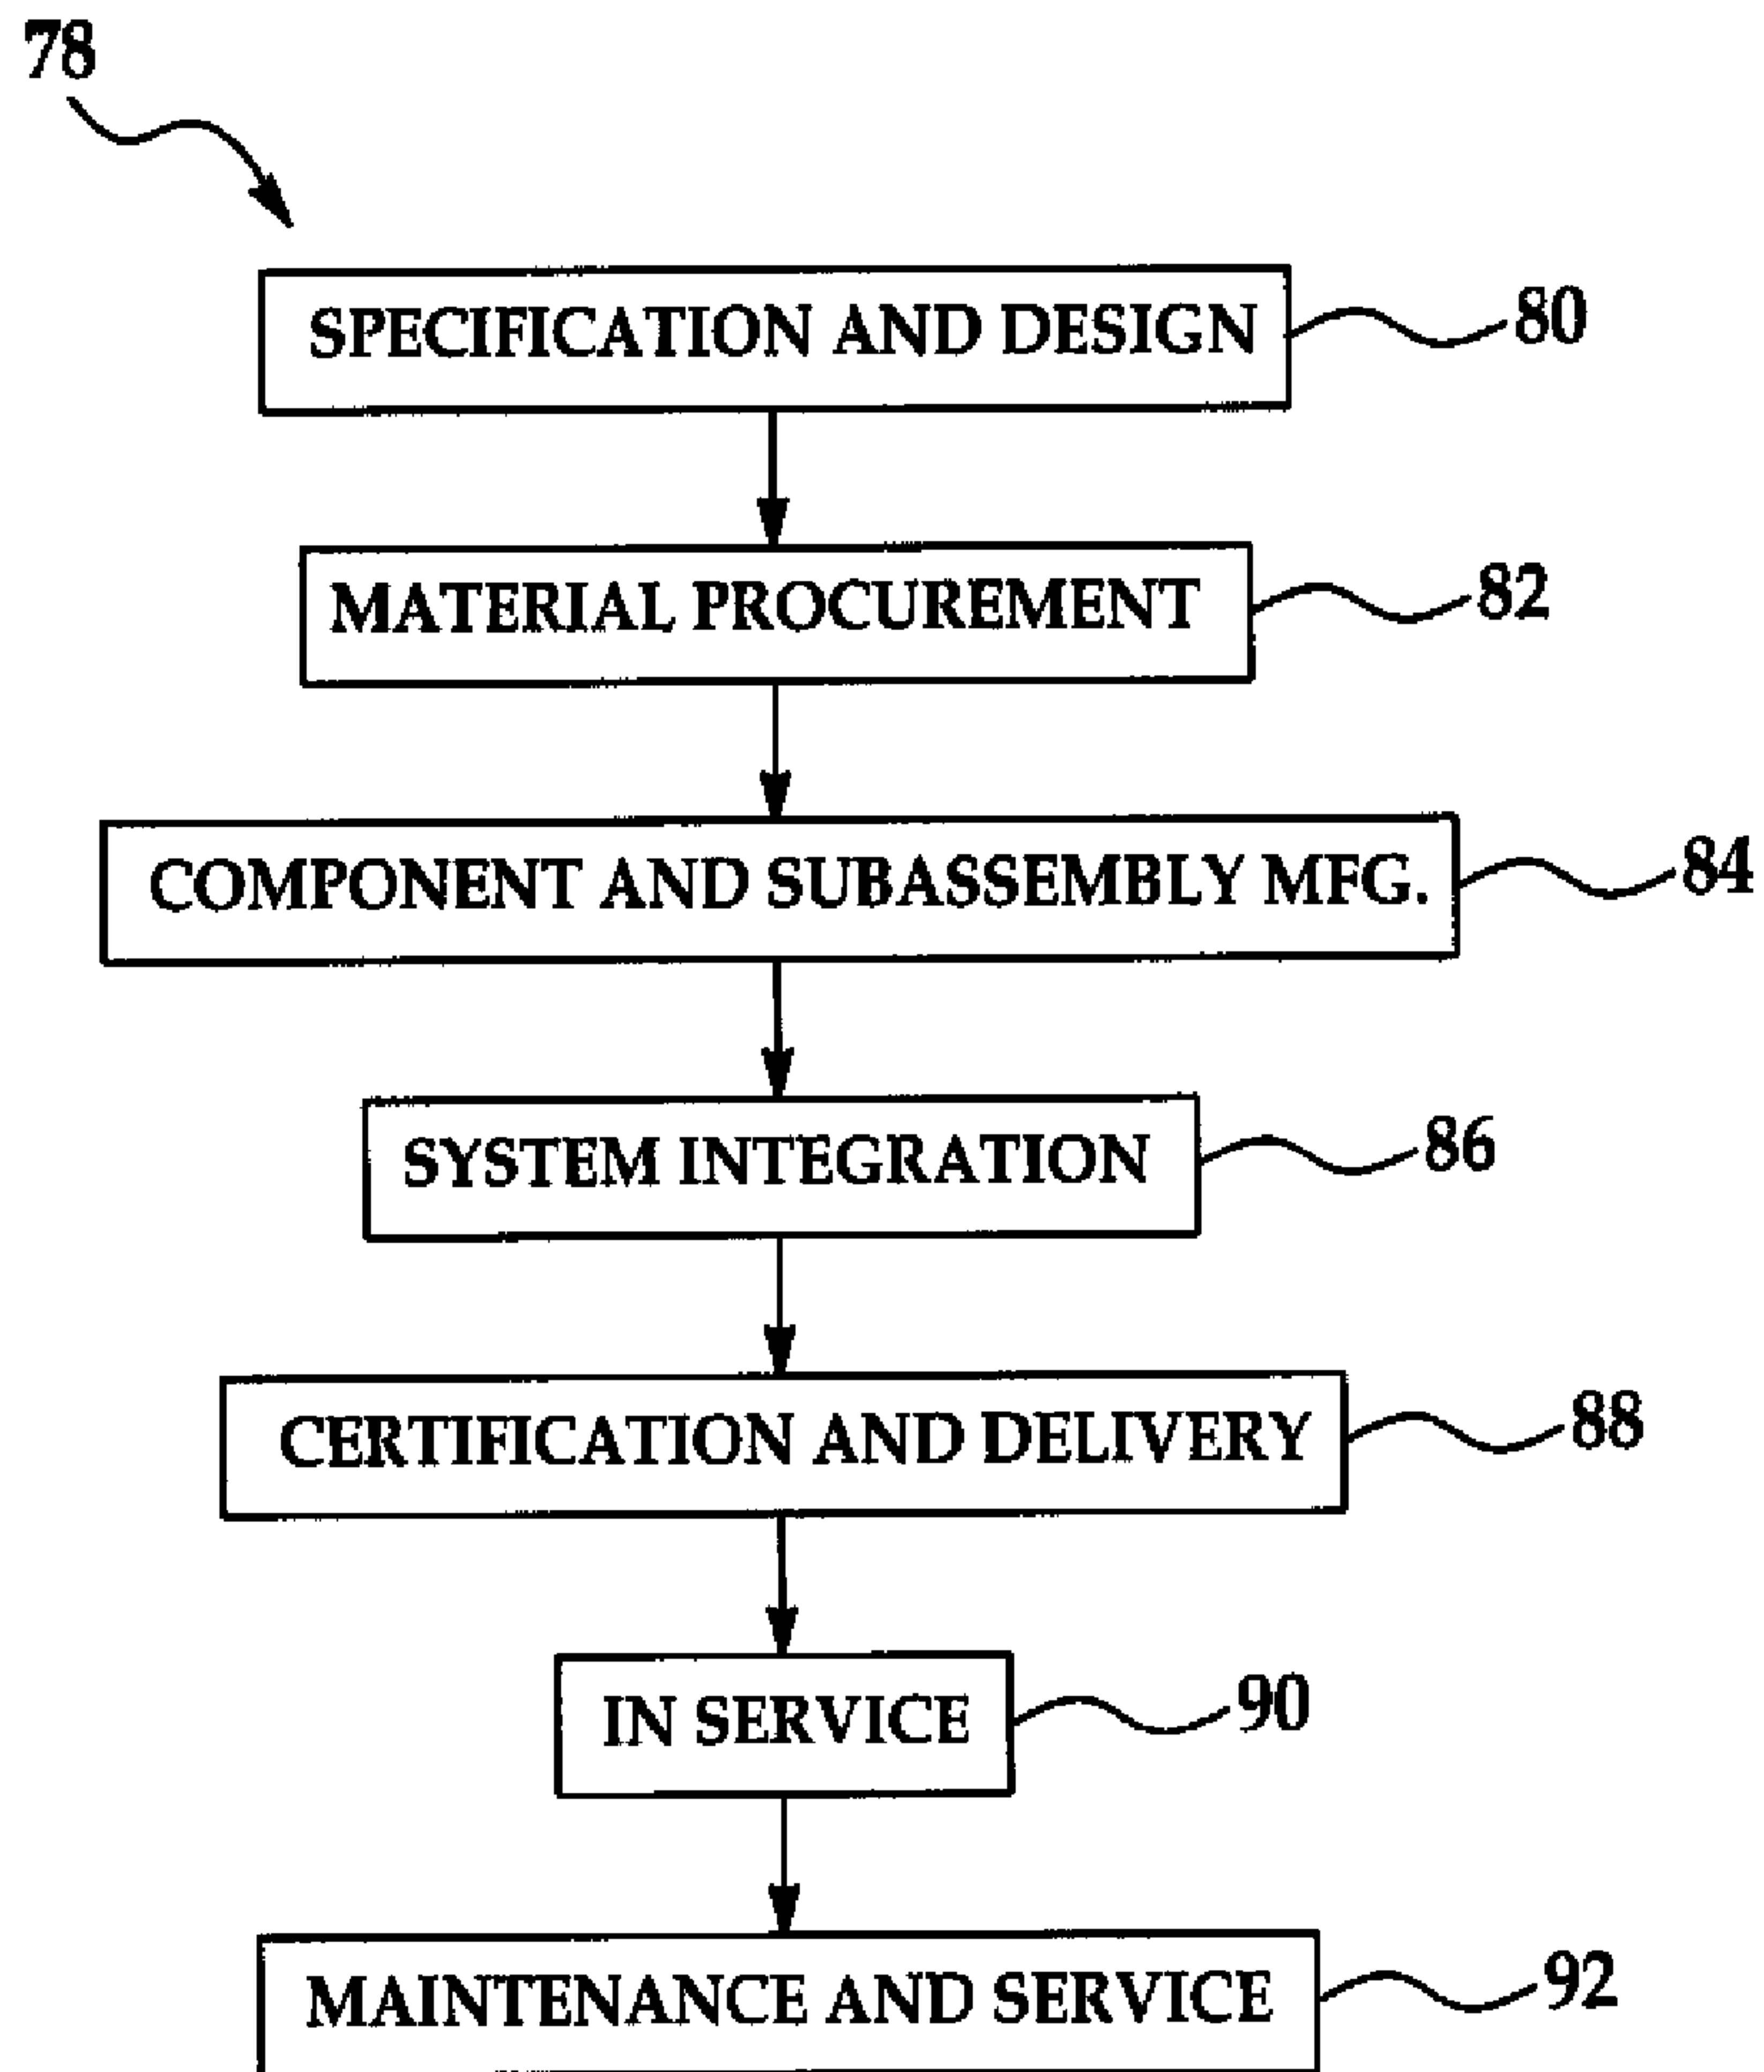 78
SPECIFICATION AND DESIGN 80
MATERIAL PROCUREMENT 82
COMPONENT AND SUBASSEMBLY MFG. 84
SYSTEM INTEGRATION 86
CERTIFICATION AND DELIVERY 88
IN SERVICE 90
MAINTENANCE AND SERVICE 92